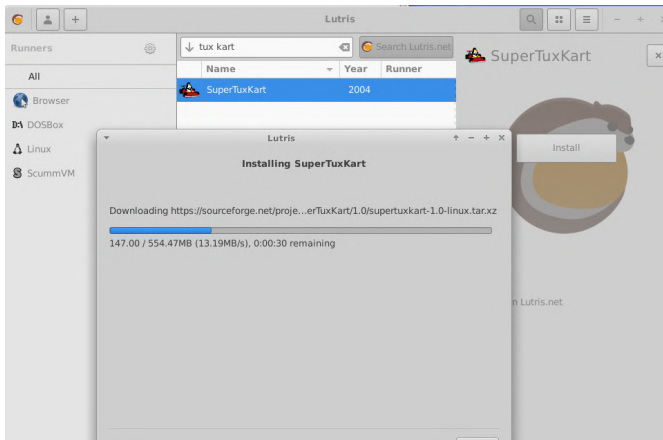 Lutris
Runners
tux kart
Search Lutris.net
SuperTuxKart
Name
Year
Runner
All
SuperTuxKart
2004
Browser
DOSBox
Lutris
Linux
Install
Installing SuperTuxKart
ScummVM
Downloading https://sourceforge.net/proje...erTuxKart/1.0/supertuxkart-1.0-linux.tar.xz
147.00 / 554.47MB (13.19MB/s), 0:00:30 remaining
Lutris.net